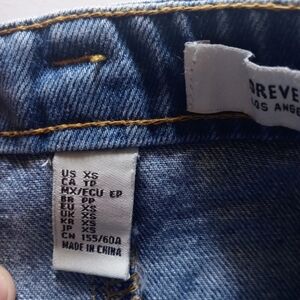 OREVE
LOS ANGE
US XS
CA TP
MX/ECU EP
BR PP
EU XS
UK XS
KR XS
JP XS
CN 155/60A
MADE IN CHINA